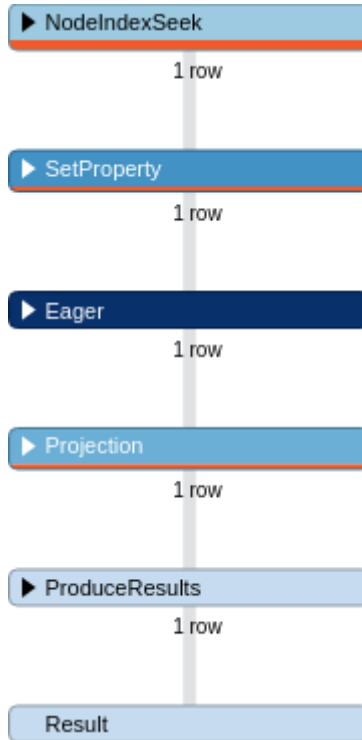 NodeIndexSeek
1 row
SetProperty
1 row
Eager
1 row
Projection
1 row
ProduceResults
1 row
Result